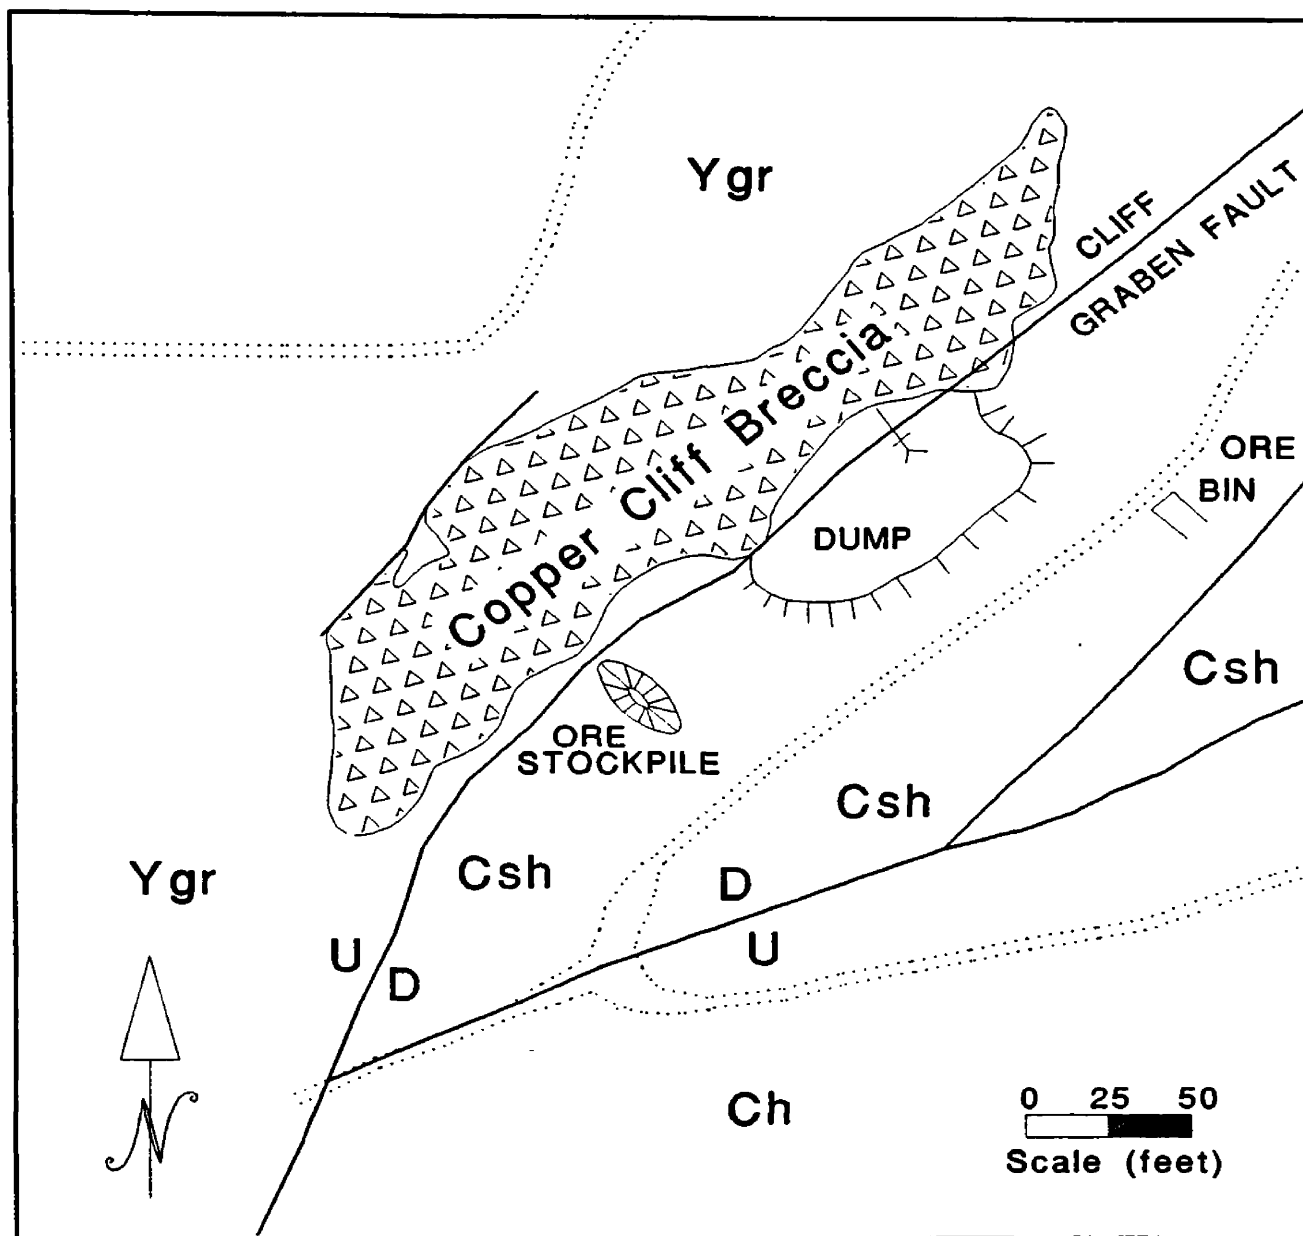 Ygr
CLIFF
GRABEN FAULT
Copper Cliff Breccia
ORE
BIN
DUMP
Csh
ORE
STOCKPILE
Csh
Ygr
Csh
D
U
U
D
N
Ch
0 25 50
Scale (feet)